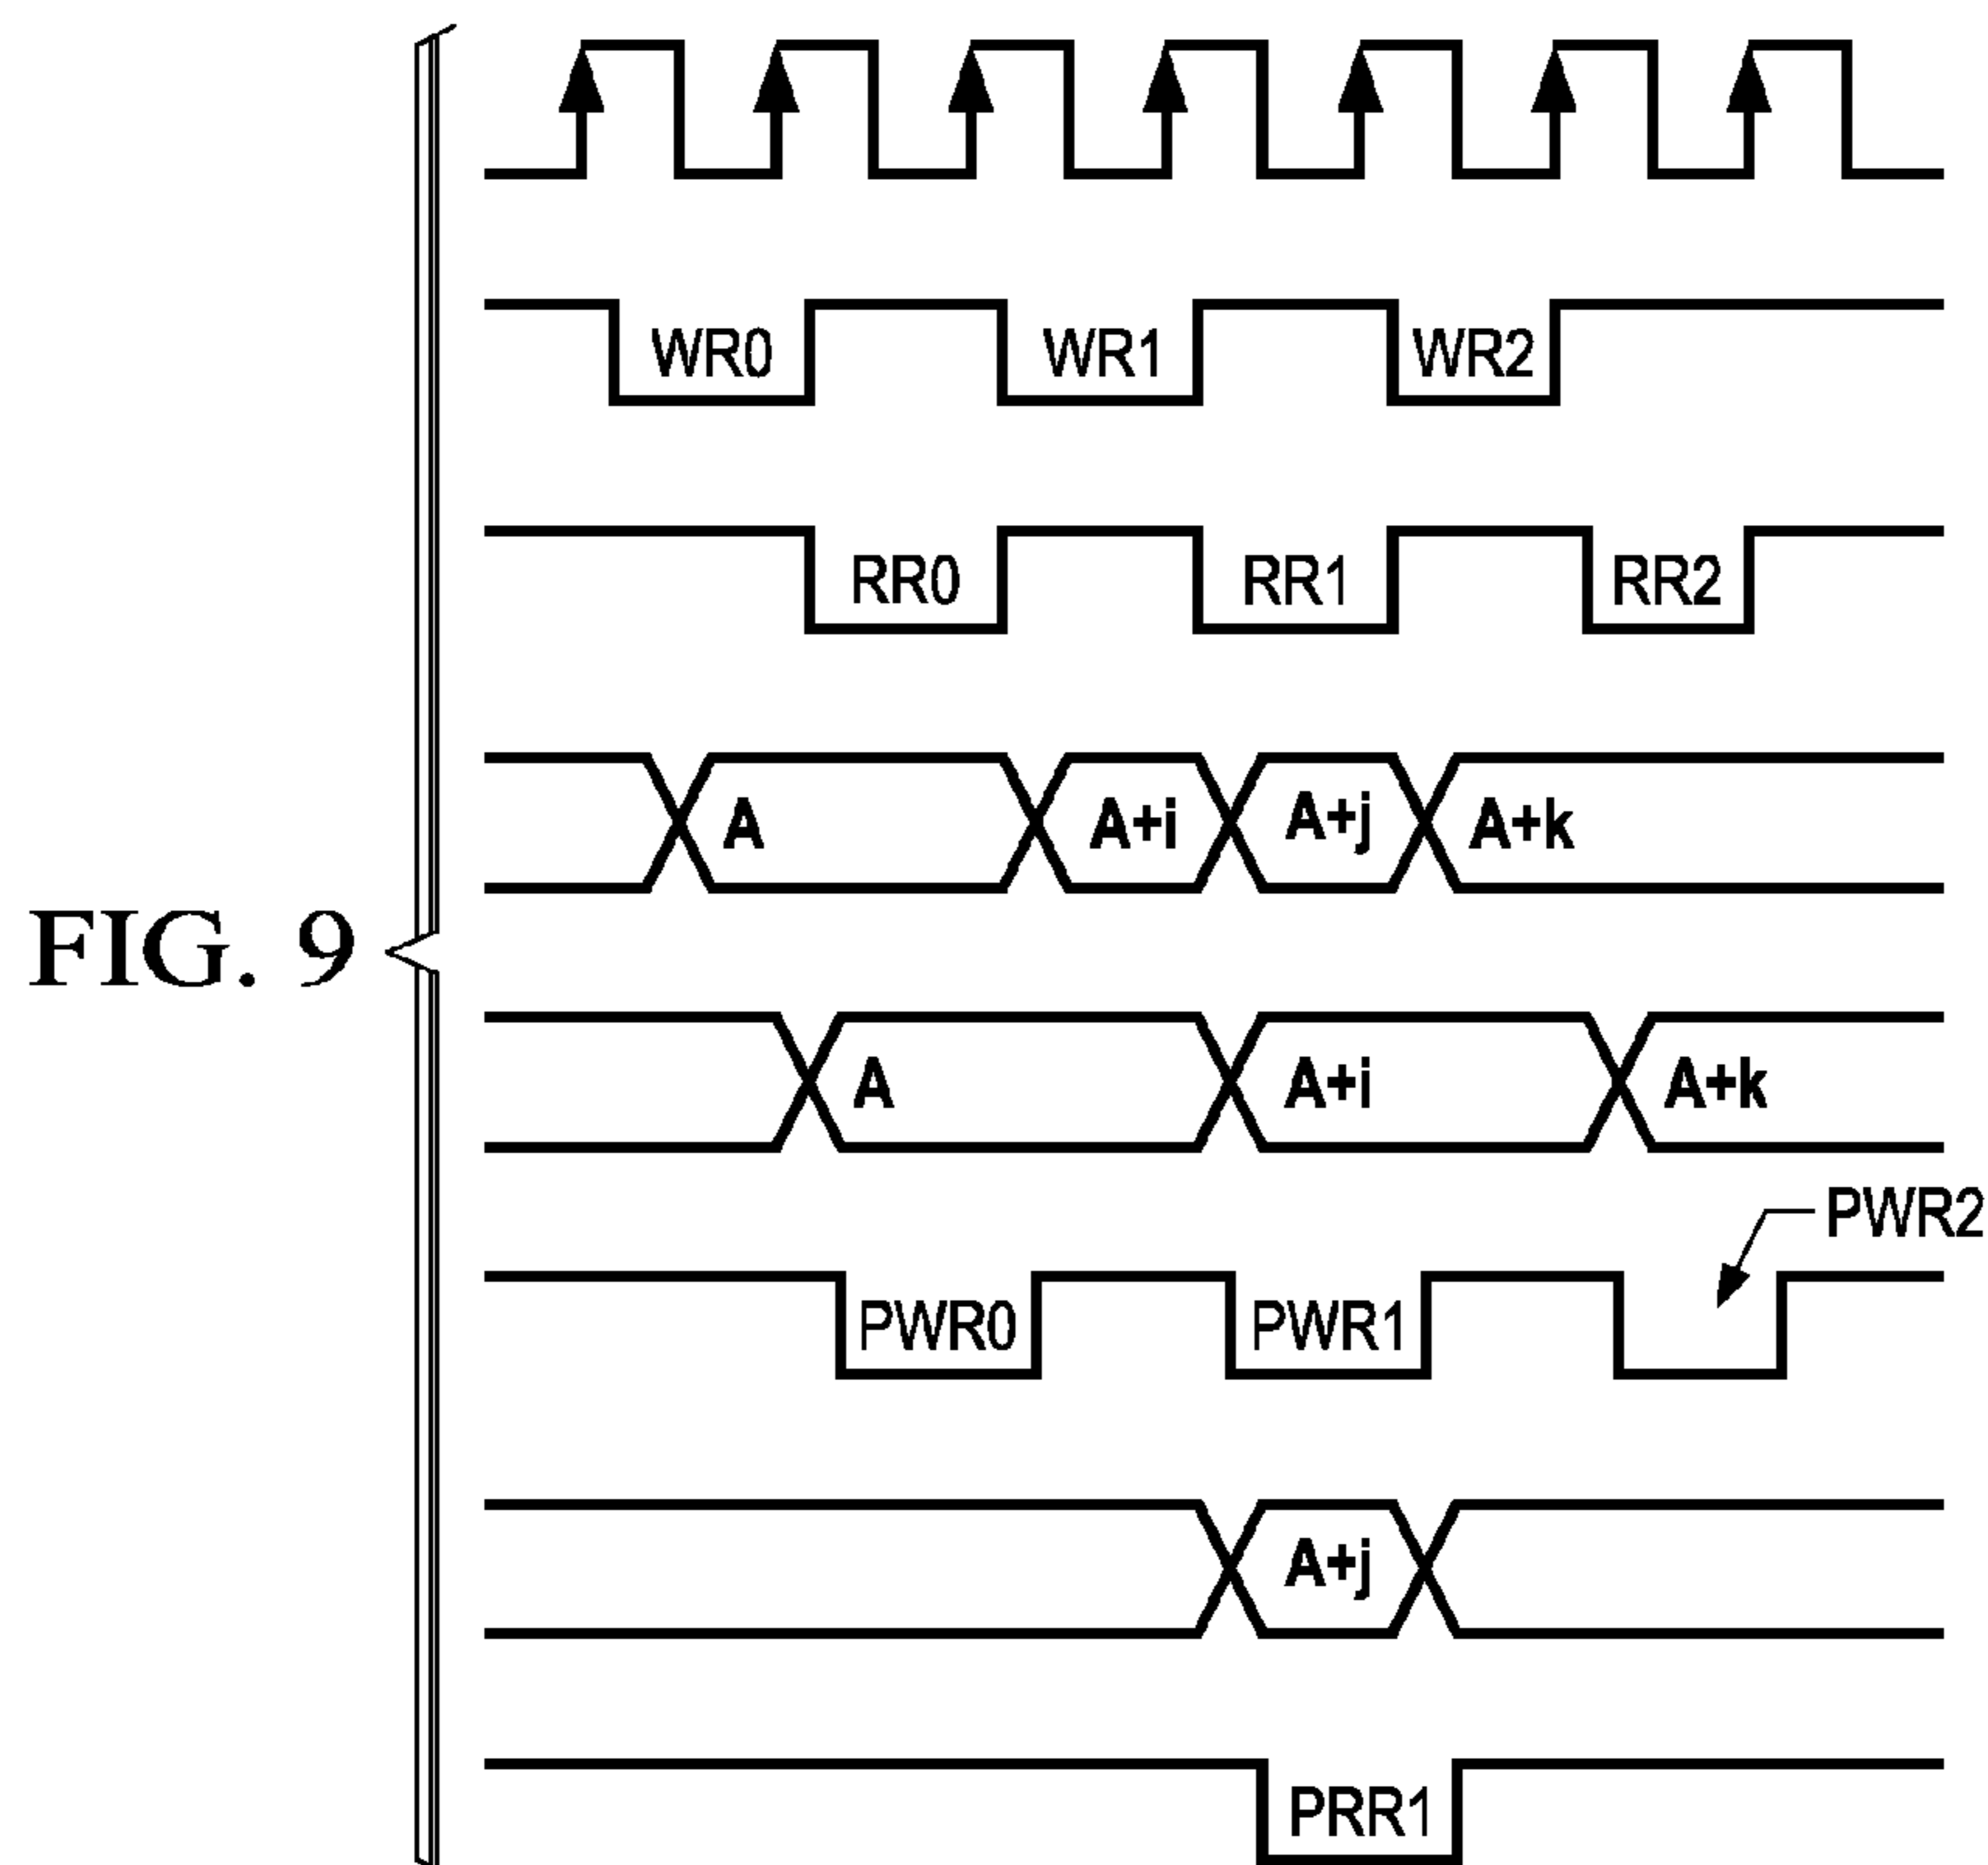 WR0 WR1 WR2
RR0 RR1 RR2
A A+i A+j A+k
FIG. 9
A A+i A+k
PWR2
PWR0 PWR1
A+j
PRR1